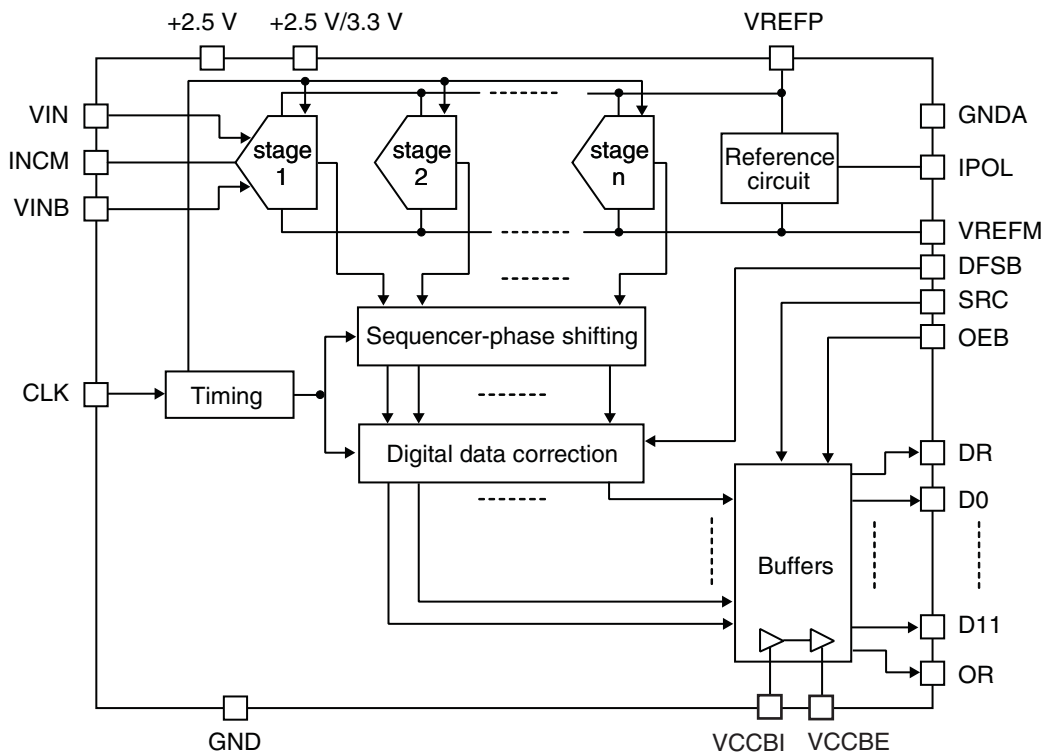 +2.5 V
+2.5 V/3.3 V
VREFP
VIN
INCM
VINB
stage
1
stage
2
stage
n
Reference
circuit
GNDA
IPOL
VREFM
DFSB
SRC
OEB
Sequencer-phase shifting
CLK
Timing
Digital data correction
DR
D0
Buffers
D11
OR
GND
VCCBI
VCCBE